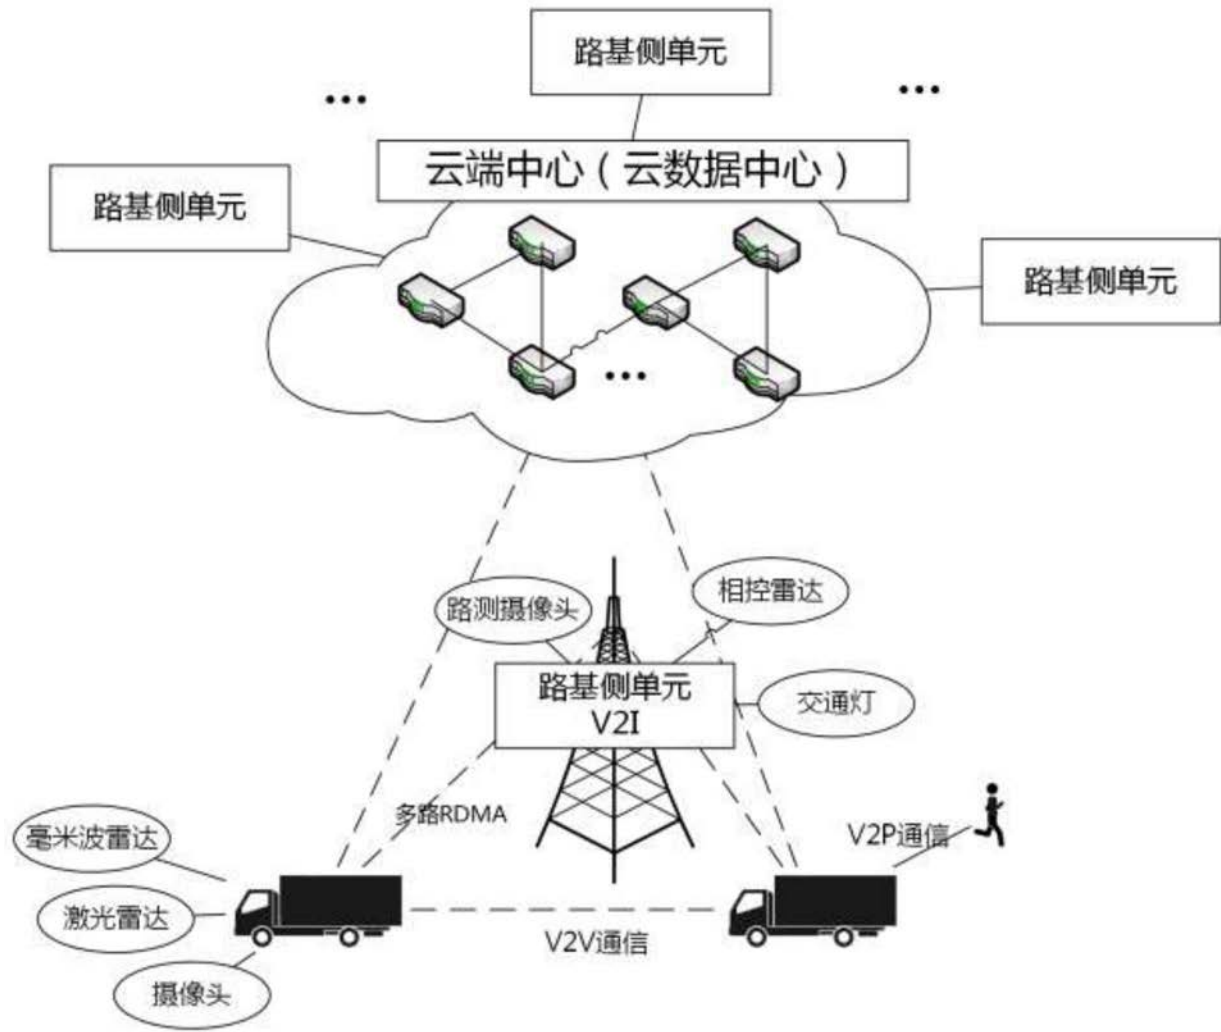 路基侧单元
...
...
云端中心（云数据中心）
路基侧单元
路基侧单元
...
相控雷达
路测摄像头
路基侧单元
V2I
交通灯
多路RDMA
毫米波雷达
V2P通信
激光雷达
V2V通信
摄像头